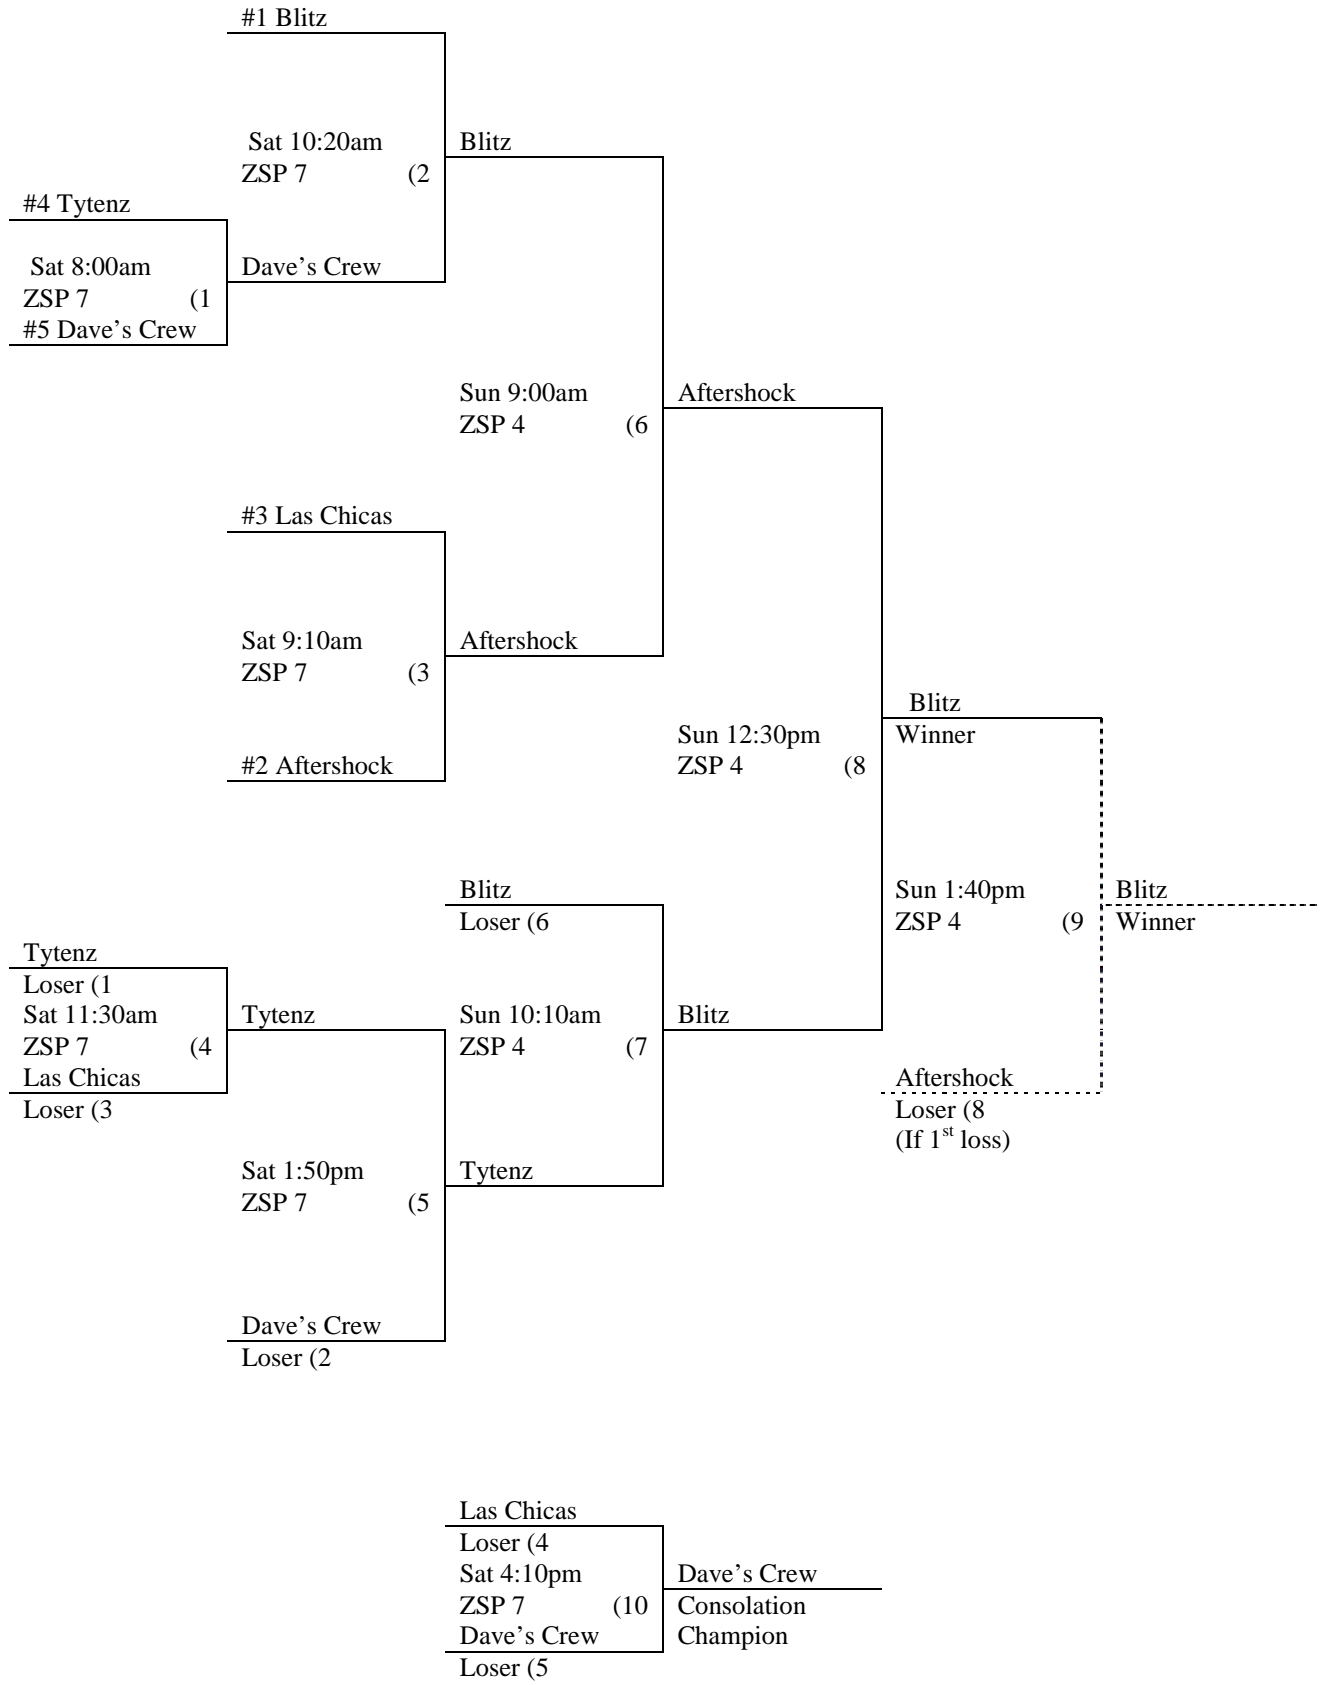 #1 Blitz
Sat 10:20am
Blitz
ZSP 7 (2
#4 Tytenz
Sat 8:00am
Dave’s Crew
ZSP 7 (1
#5 Dave’s Crew
Sun 9:00am
Aftershock
ZSP 4 (6
#3 Las Chicas
Sat 9:10am
Aftershock
ZSP 7 (3
Blitz
Sun 12:30pm
Winner
#2 Aftershock
ZSP 4 (8
Blitz
Sun 1:40pm
Blitz
Loser (6
ZSP 4 (9
Winner
Tytenz
Loser (1
Sat 11:30am
Tytenz
Sun 10:10am
Blitz
ZSP 7 (4
ZSP 4 (7
Las Chicas
Aftershock
Loser (3
Loser (8
(If 1st loss)
Sat 1:50pm
Tytenz
ZSP 7 (5
Dave’s Crew
Loser (2
Las Chicas
Loser (4
Sat 4:10pm
Dave’s Crew
ZSP 7 (10
Consolation
Dave’s Crew
Champion
Loser (5